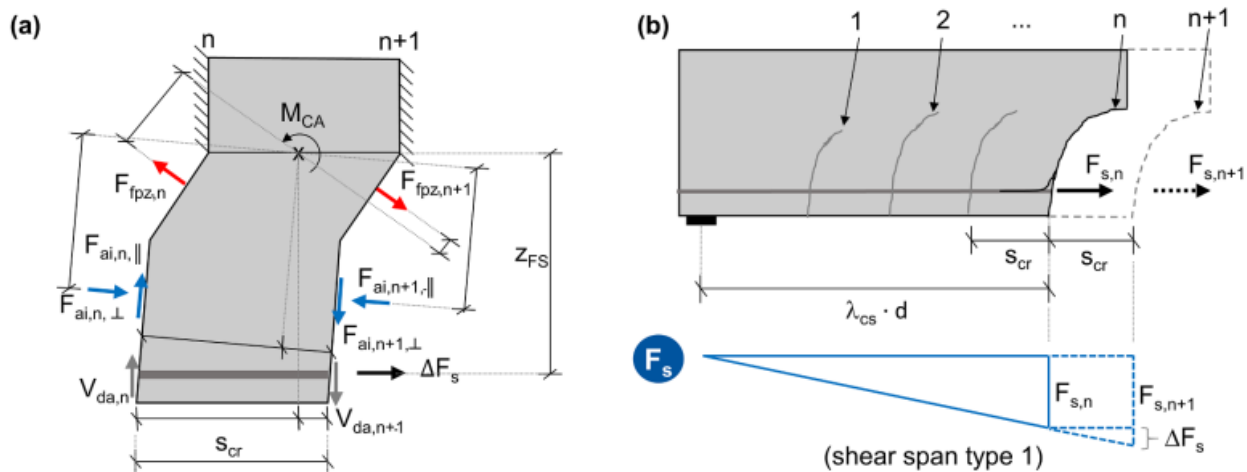 (a)
n
n+1
M_CA
F_fpz,n
F_fpz,n+1
F_ai,n,∥
F_ai,n,⊥
F_ai,n+1,-∥
F_ai,n+1,⊥
z_FS
ΔF_s
V_da,n
V_da,n+1
s_cr
(b)
1
2
...
n
n+1
F_s,n
F_s,n+1
s_cr
s_cr
λ_cs · d
F_s
F_s,n
F_s,n+1
ΔF_s
(shear span type 1)